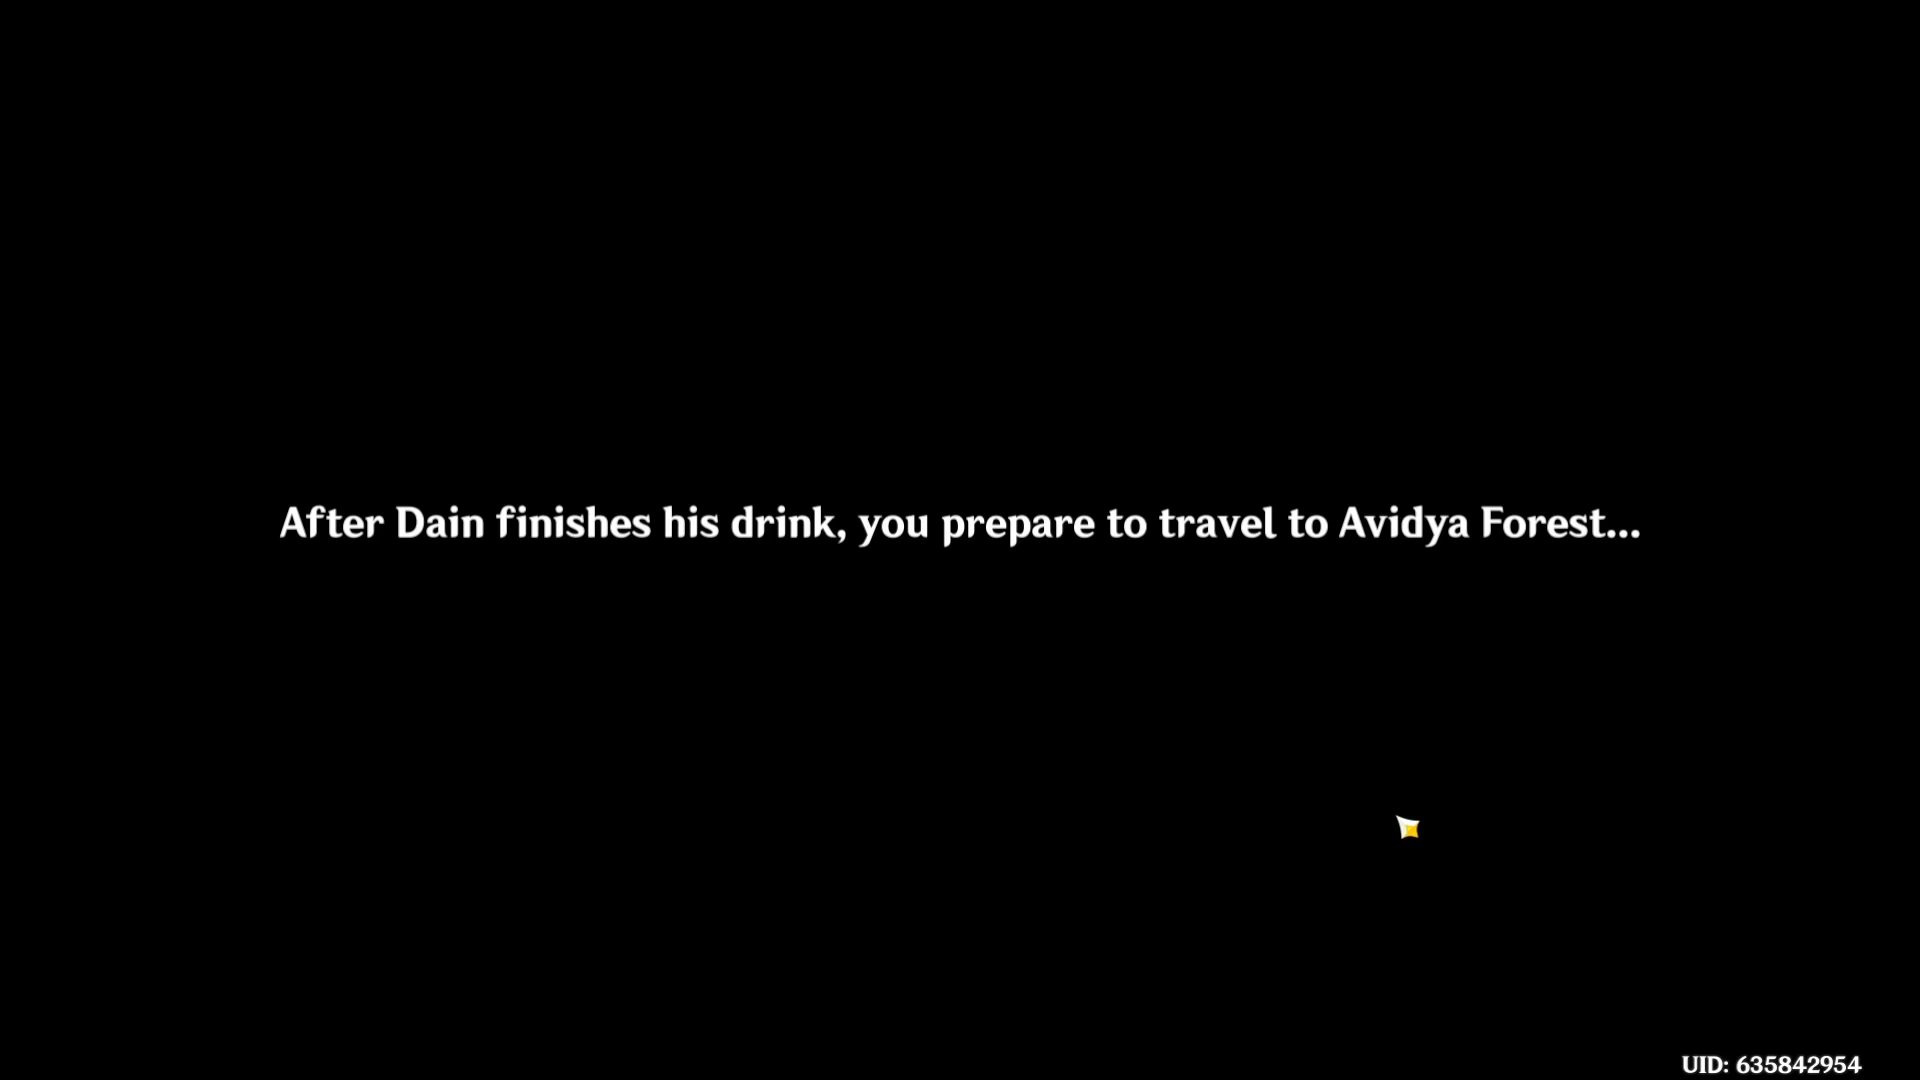 After Dain finishes his drink, you prepare to travel to Avidya Forest...
UID: 635842954